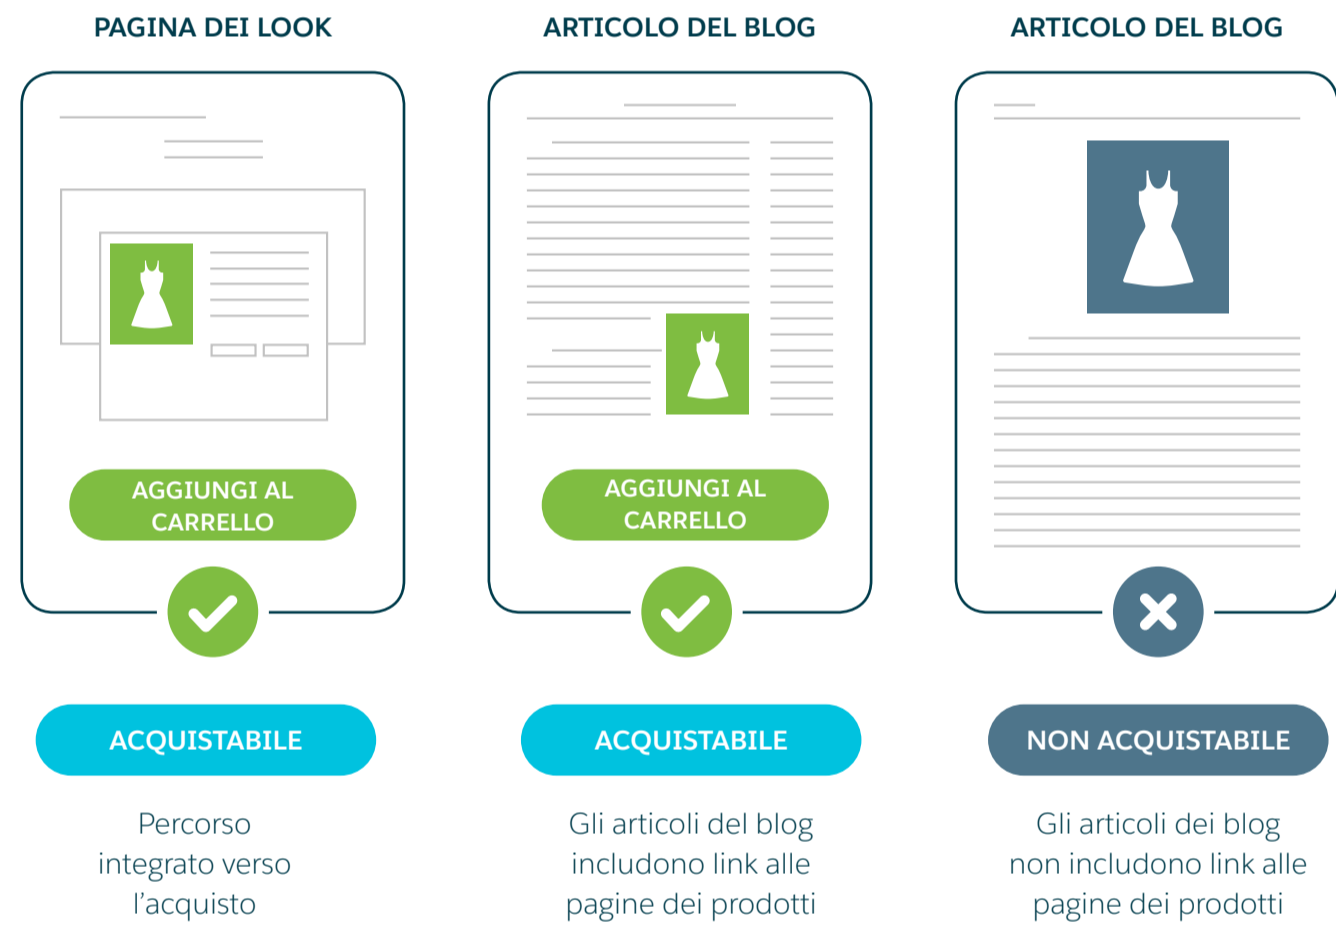 PAGINA DEI LOOK
AGGIUNGI AL
CARRELLO
ACQUISTABILE
Percorso
integrato verso
l’acquisto
ARTICOLO DEL BLOG
AGGIUNGI AL
CARRELLO
ACQUISTABILE
Gli articoli del blog
includono link alle
pagine dei prodotti
ARTICOLO DEL BLOG
NON ACQUISTABILE
Gli articoli dei blog
non includono link alle
pagine dei prodotti